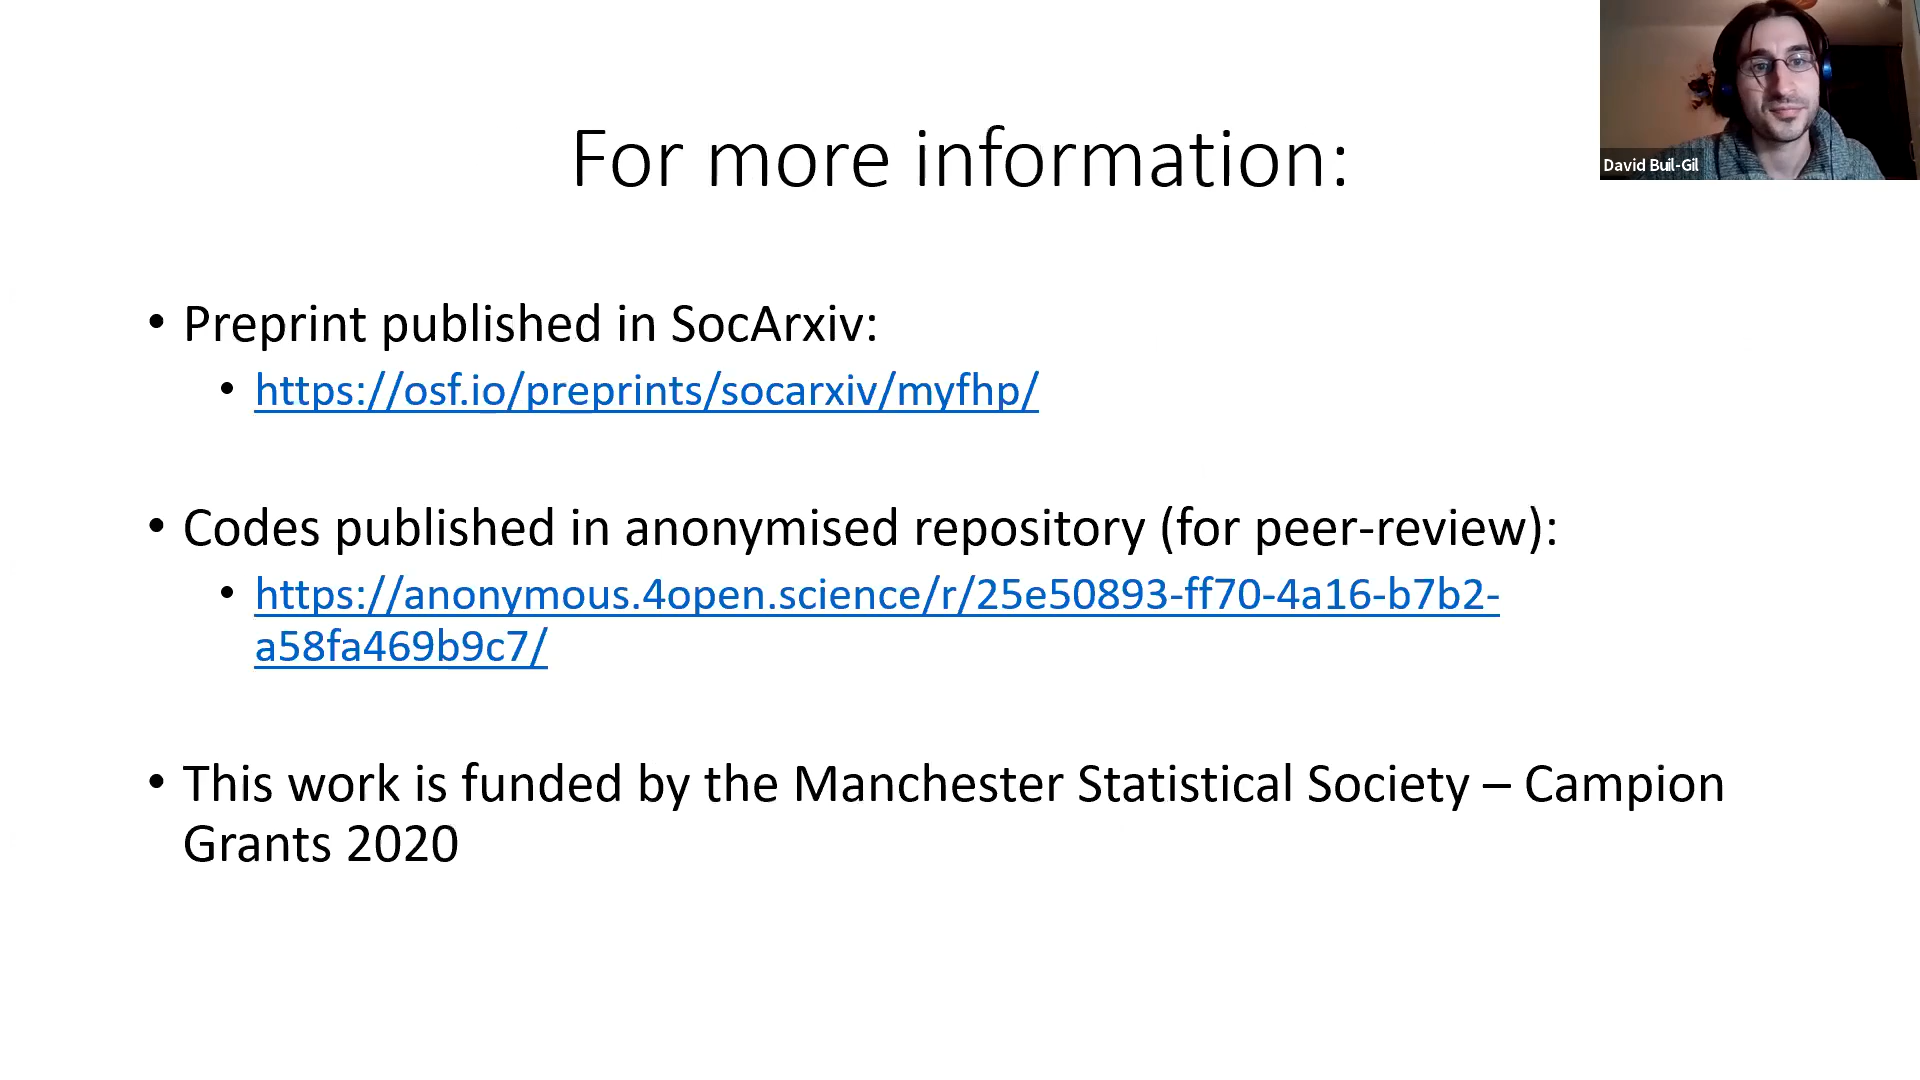 For more information:
David Buil-Gil
• Preprint published in SocArxiv:
• https://osf.io/preprints/socarxiv/myfhp/
• Codes published in anonymised repository (for peer-review):
• https://anonymous.4open.science/r/25e50893-ff70-4a16-b7b2-
a58fa469b9c7/
• This work is funded by the Manchester Statistical Society – Campion
Grants 2020